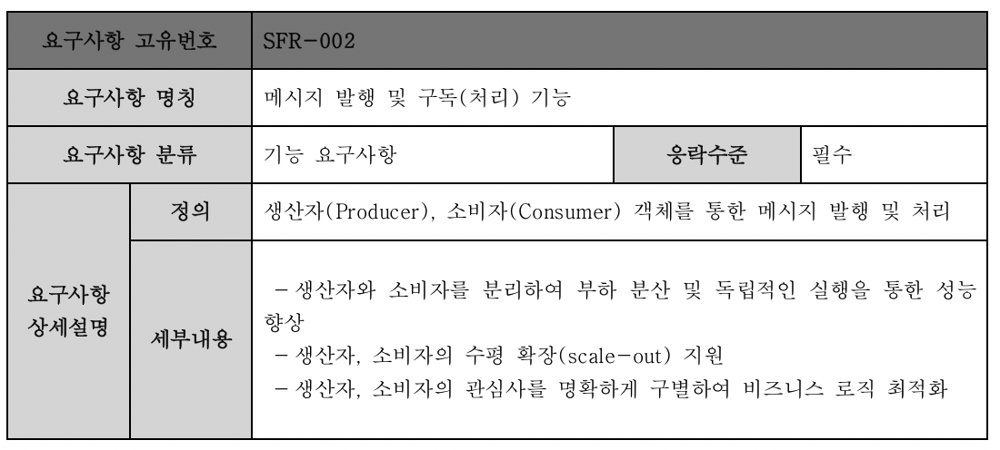 요구사항 고유번호 SFR-002
요구사항 명칭 메시지 발행 및 구독(처리) 기능
요구사항 분류 기능 요구사항 응락수준 필수
요구사항
상세설명
정의 생산자(Producer), 소비자(Consumer) 객체를 통한 메시지 발행 및 처리
세부내용
- 생산자와 소비자를 분리하여 부하 분산 및 독립적인 실행을 통한 성능
향상
- 생산자, 소비자의 수평 확장(scale-out) 지원
- 생산자, 소비자의 관심사를 명확하게 구별하여 비즈니스 로직 최적화